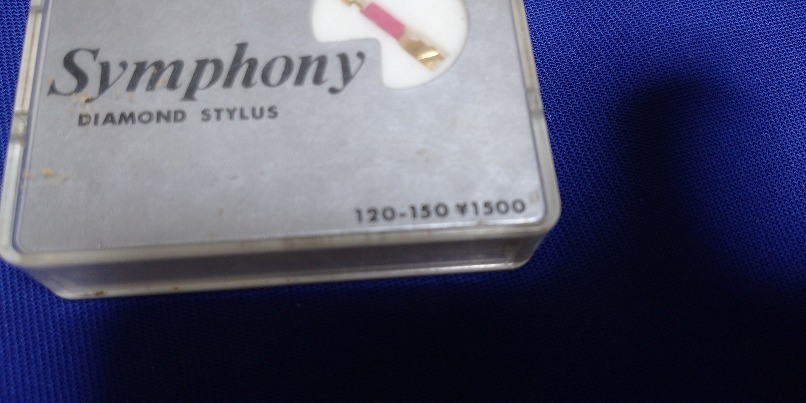 Symphony
DIAMOND STYLUS
120-150 ¥1500